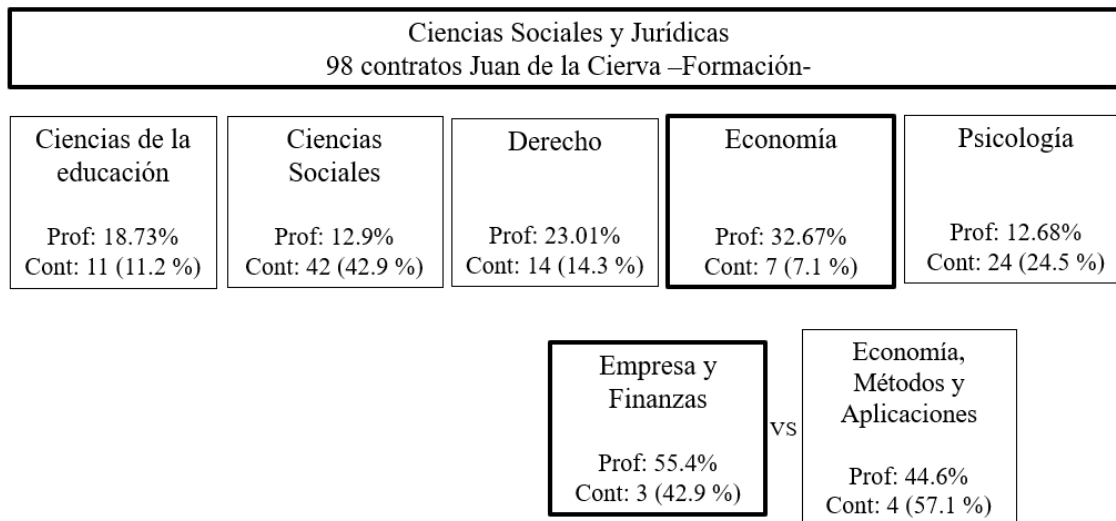 Ciencias Sociales y Jurídicas
98 contratos Juan de la Cierva –Formación-
Ciencias de la
educación
Prof: 18.73%
Cont: 11 (11.2 %)
Ciencias
Sociales
Prof: 12.9%
Cont: 42 (42.9 %)
Derecho
Prof: 23.01%
Cont: 14 (14.3 %)
Economía
Prof: 32.67%
Cont: 7 (7.1 %)
Psicología
Prof: 12.68%
Cont: 24 (24.5 %)
Empresa y
Finanzas
Prof: 55.4%
Cont: 3 (42.9 %)
vs
Economía,
Métodos y
Aplicaciones
Prof: 44.6%
Cont: 4 (57.1 %)